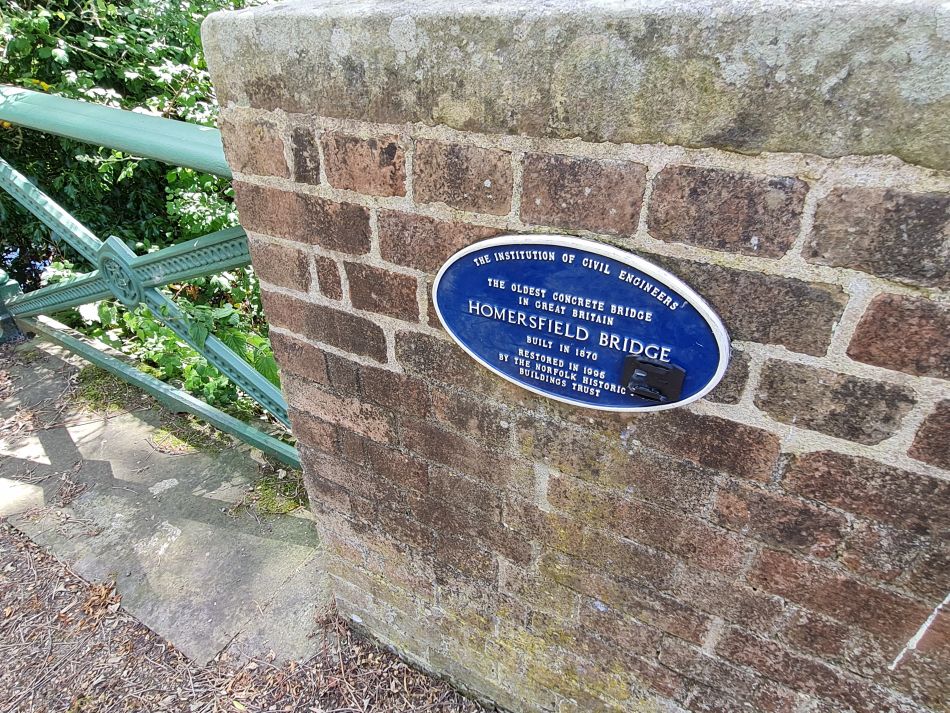 THE INSTITUTION OF CIVIL ENGINEERS
THE OLDEST CONCRETE BRIDGE
IN GREAT BRITAIN
HOMERSFIELD BRIDGE
BUILT IN 1870
RESTORED IN 1995
BY THE NORFOLK HISTORIC
BUILDINGS TRUST